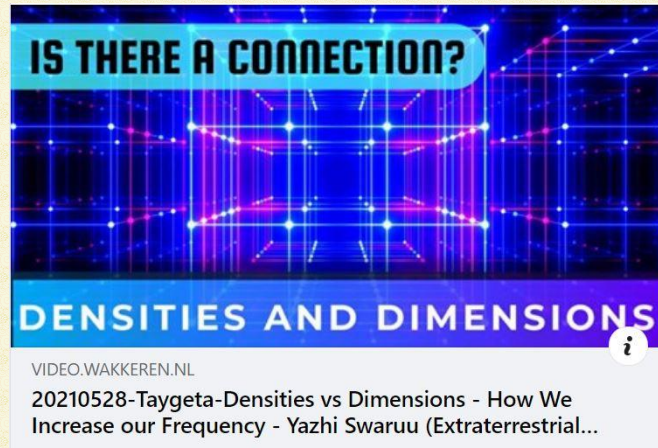 IS THERE A CONNECTION?
DENSITIES AND DIMENSIONS
i
VIDEO.WAKKEREN.NL
20210528-Taygeta-Densities vs Dimensions - How We
Increase our Frequency - Yazhi Swaruu (Extraterrestrial...